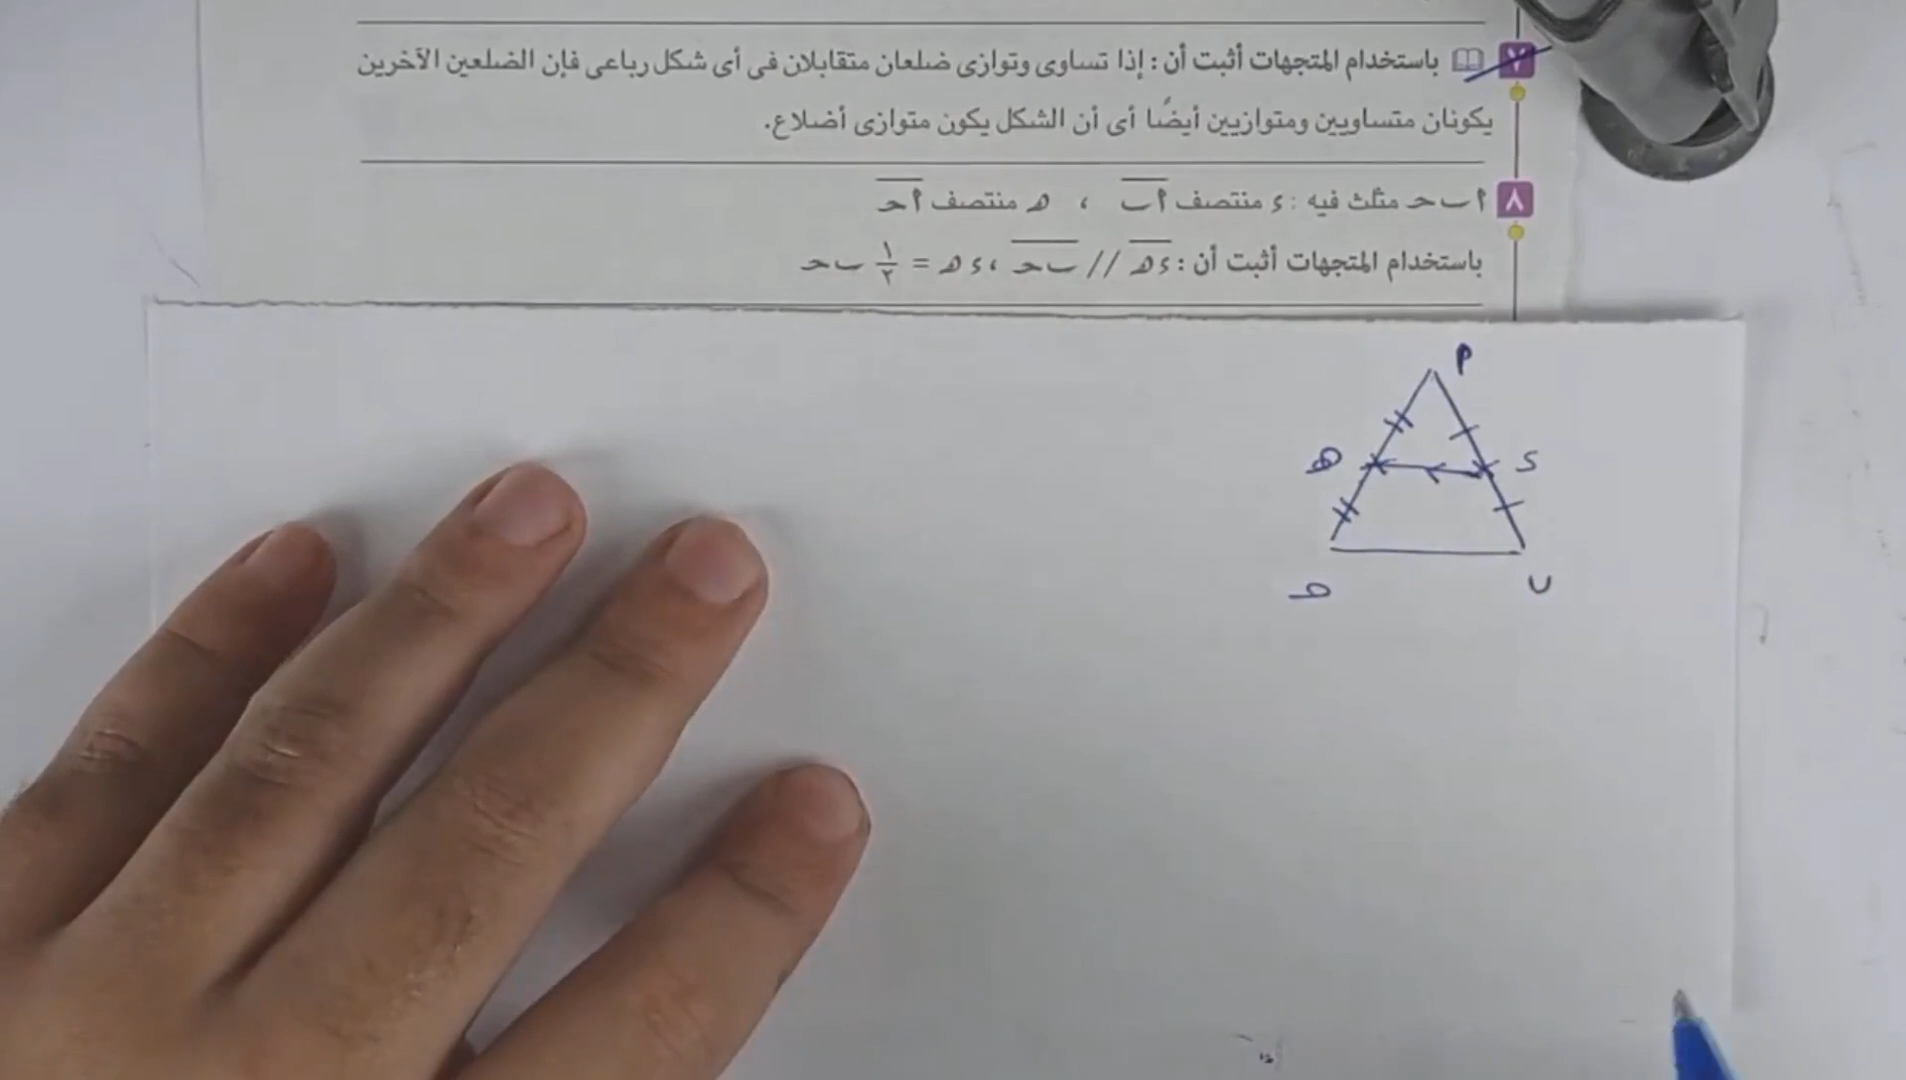 ٧ باستخدام المتجهات أثبت أن : إذا تساوى وتوازى ضلعان متقابلان فى أى شكل رباعى فإن الضلعين الآخرين
يكونان متساويين ومتوازيين أيضًا أى أن الشكل يكون متوازى أضلاع.
٨ ا ب حـ مثلث فيه : ء منتصف ا ب ، هـ منتصف ا حـ
باستخدام المتجهات أثبت أن : ء هـ // ب حـ ، ء هـ = ١/٢ ب حـ
ا
هـ ء
حـ ب